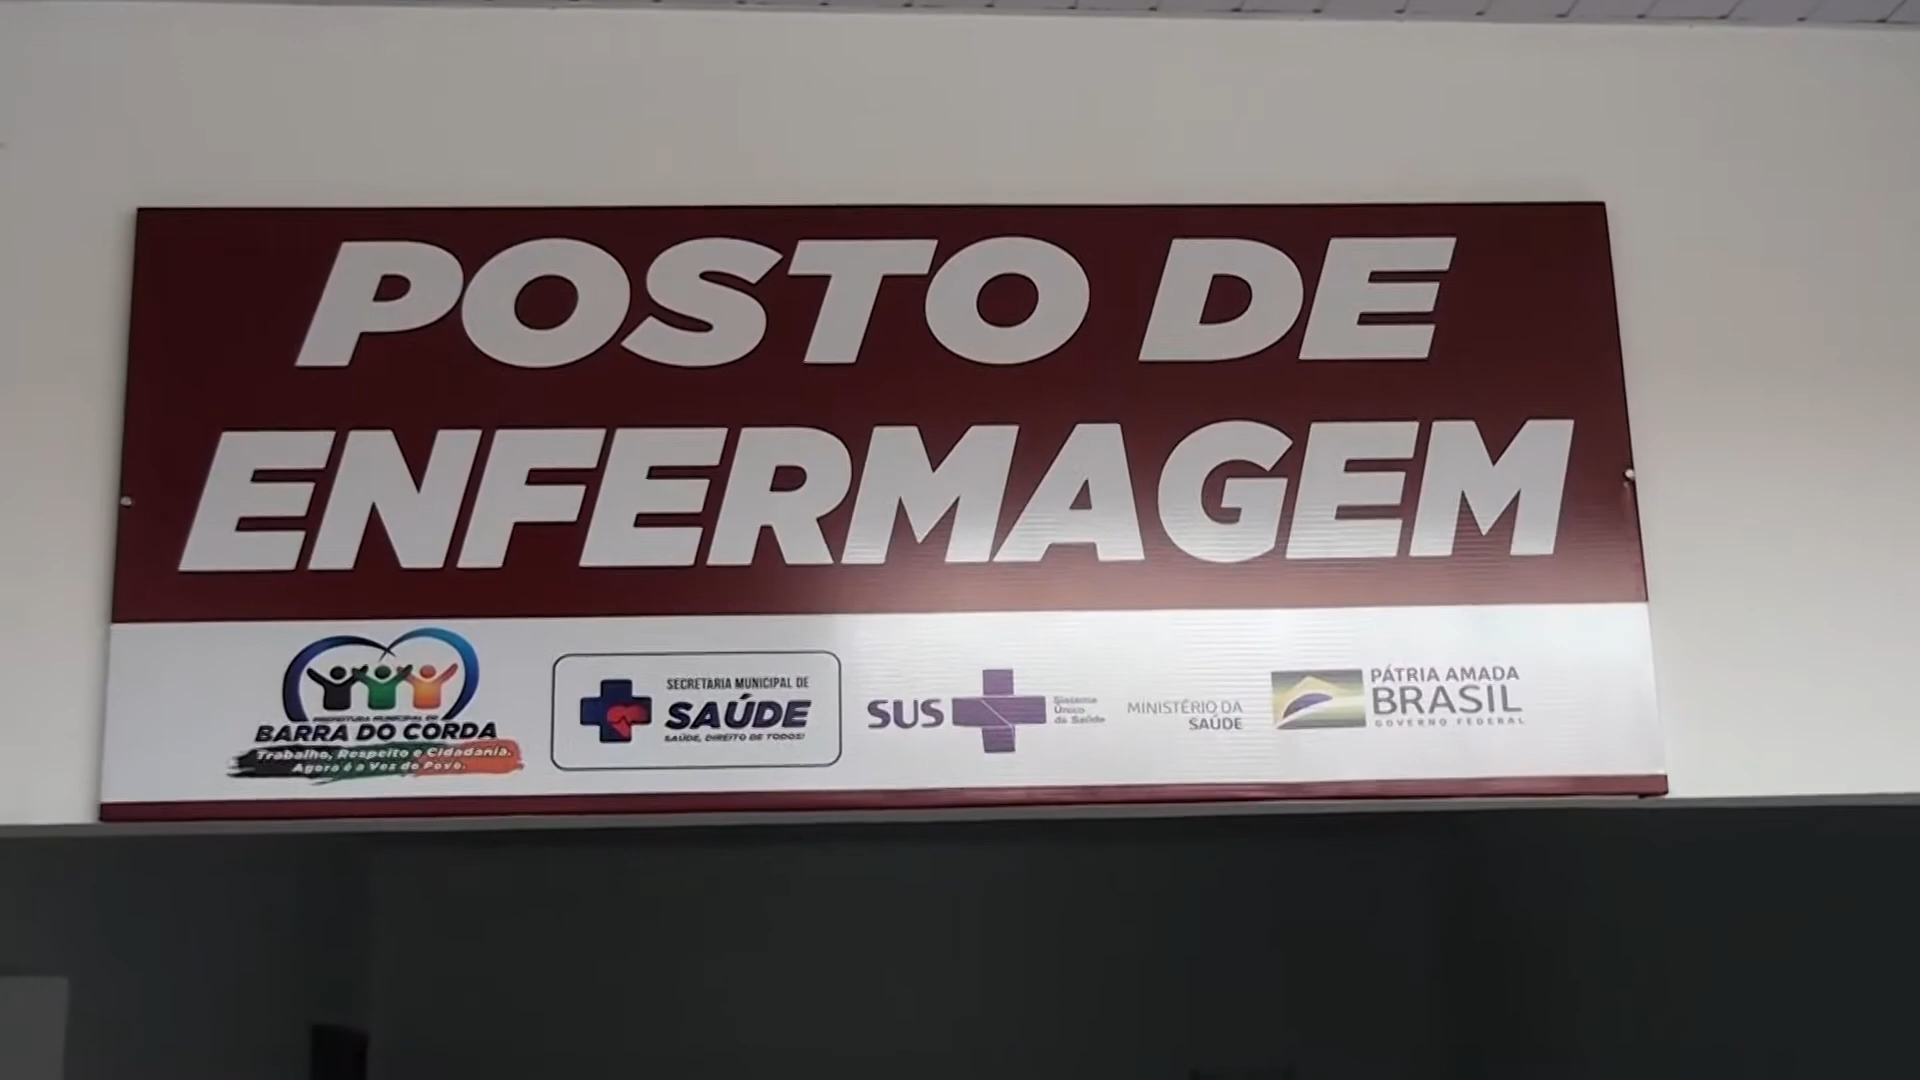 POSTO DE
ENFERMAGEM
PREFEITURA MUNICIPAL DE
BARRA DO CORDA
Trabalho, Respeito e Cidadania.
Agora é a Voz do Povo.
SECRETARIA MUNICIPAL DE
SAÚDE
SAÚDE, DIREITO DE TODOS!
SUS
Sistema
Único
da Saúde
MINISTÉRIO DA
SAÚDE
PÁTRIA AMADA
BRASIL
GOVERNO FEDERAL